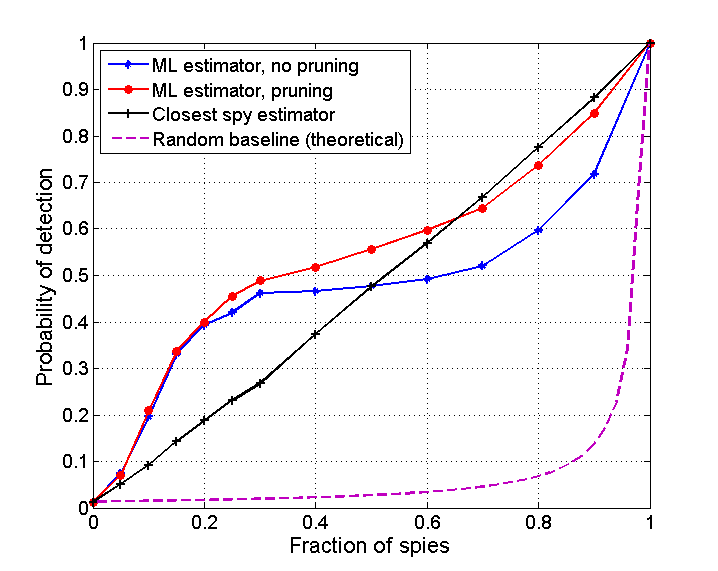 ML estimator, no pruning
ML estimator, pruning
Closest spy estimator
Random baseline (theoretical)
Probability of detection
1
0.9
0.8
0.7
0.6
0.5
0.4
0.3
0.2
0.1
0
0 0.2 0.4 0.6 0.8 1
Fraction of spies